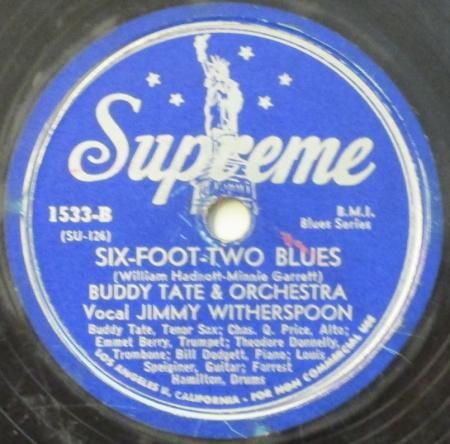 Supreme
1533-B
(SU-126)
B.M.I.
Blues Series
SIX-FOOT-TWO BLUES
(William Hadnott-Minnie Garrett)
BUDDY TATE & ORCHESTRA
Vocal JIMMY WITHERSPOON
Buddy Tate, Tenor Sax; Chas. Q. Price, Alto;
Emmet Berry, Trumpet; Theodore Donnelly,
Trombone; Bill Doggett, Piano; Louis
Speiginer, Guitar; Forrest
Hamilton, Drums
LOS ANGELES 11, CALIFORNIA - FOR NON COMMERCIAL USE